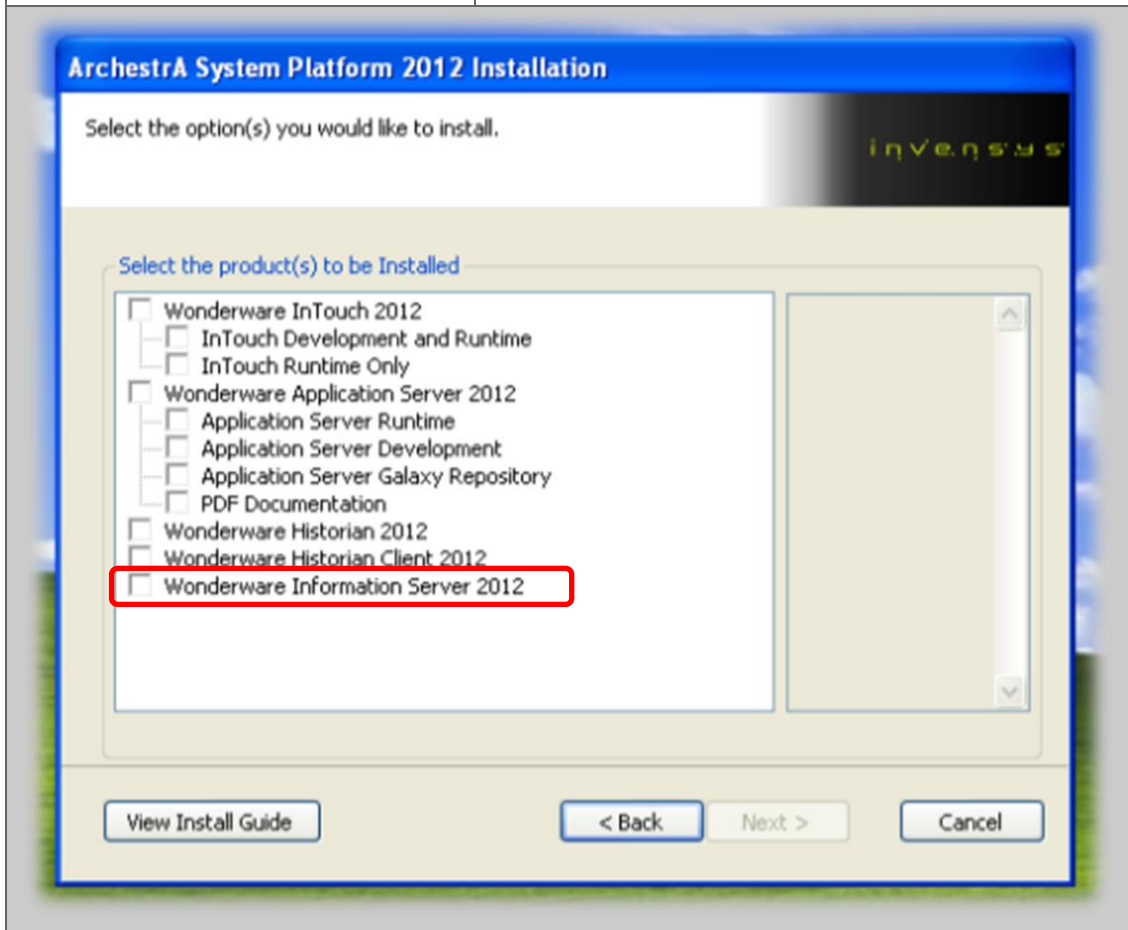 ArchestrA System Platform 2012 Installation
Select the option(s) you would like to install.
invensys
Select the product(s) to be Installed
Wonderware InTouch 2012
InTouch Development and Runtime
InTouch Runtime Only
Wonderware Application Server 2012
Application Server Runtime
Application Server Development
Application Server Galaxy Repository
PDF Documentation
Wonderware Historian 2012
Wonderware Historian Client 2012
Wonderware Information Server 2012
View Install Guide
< Back
Next >
Cancel